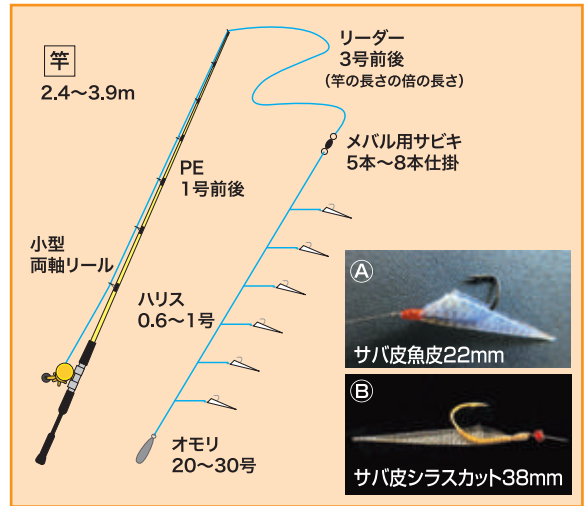 竿
2.4〜3.9m
リーダー
3号前後
（竿の長さの倍の長さ）
メバル用サビキ
5本〜8本仕掛
PE
1号前後
小型
両軸リール
ハリス
0.6〜1号
オモリ
20〜30号
Ⓐ
サバ皮魚皮22mm
Ⓑ
サバ皮シラスカット38mm